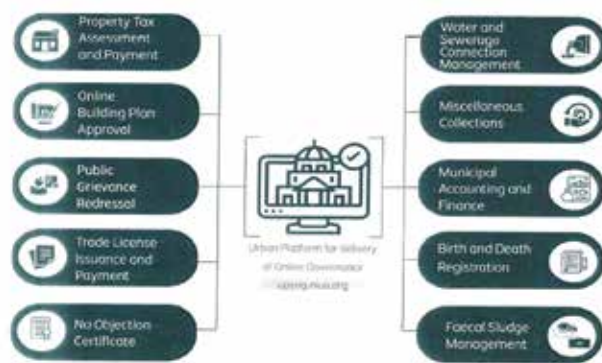 Property Tax
Assessment
and Payment
Online
Building Plan
Approval
Public
Grievance
Redressal
Trade License
Issuance and
Payment
No Objection
Certificate
Urban Platform for delivery
of Online Governance
Water and
Sewerage
Connection
Management
Miscellaneous
Collections
Municipal
Accounting and
Finance
Birth and Death
Registration
Faecal Sludge
Management